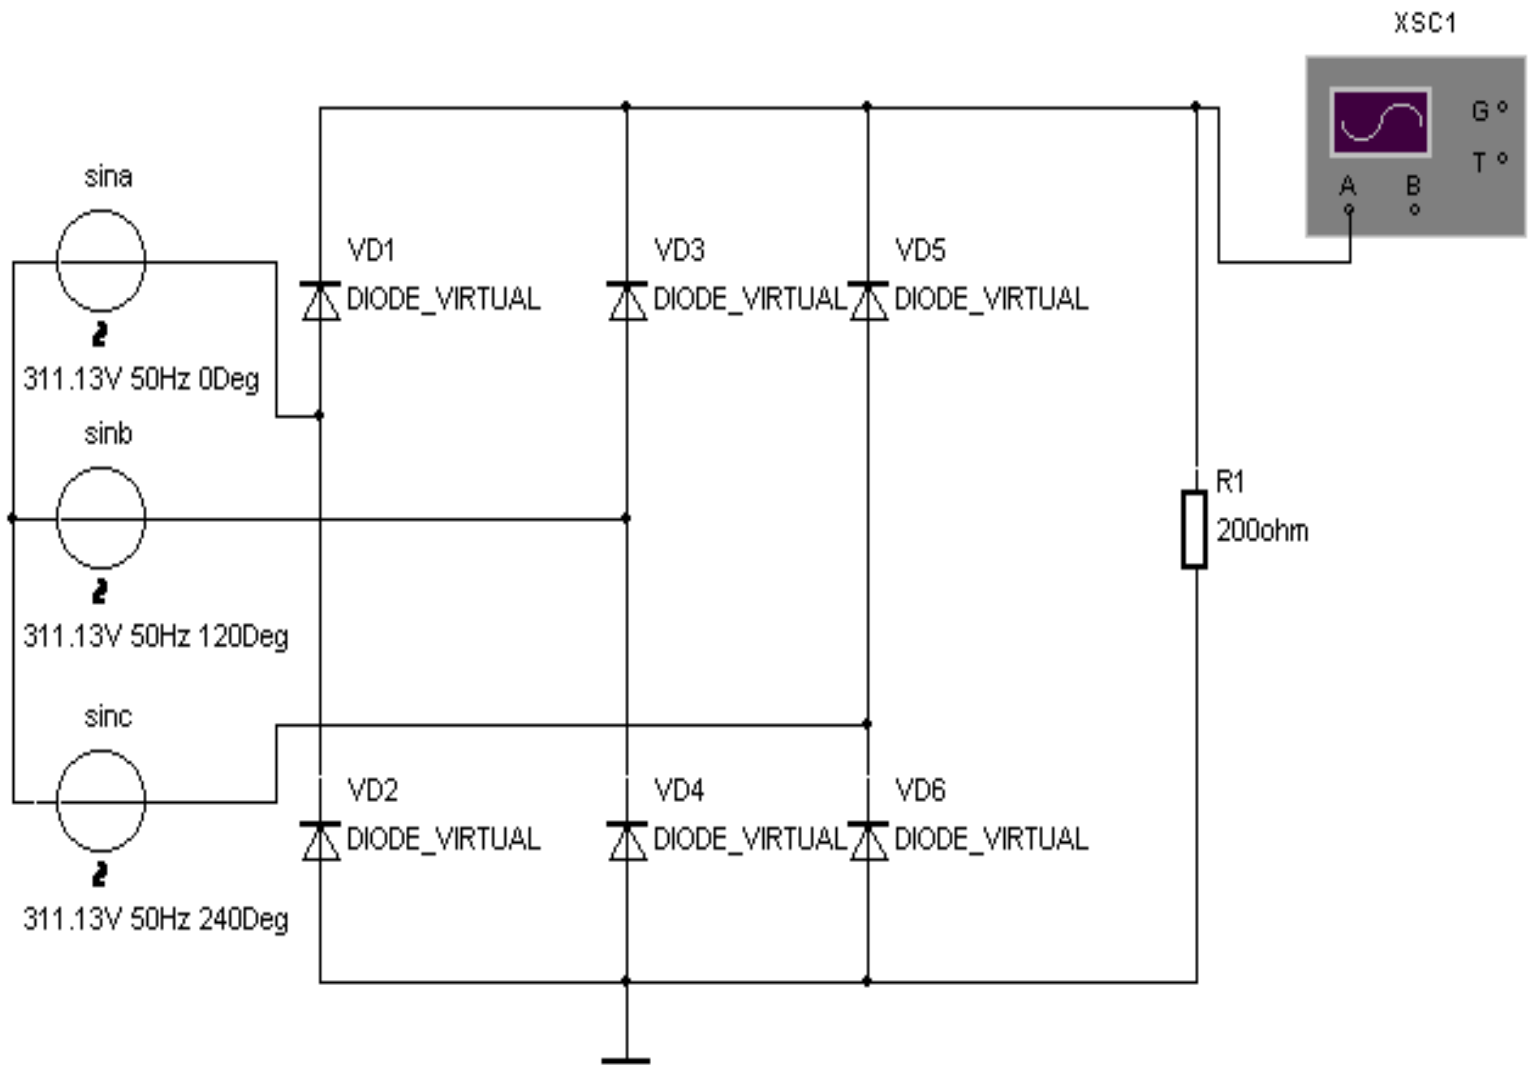 XSC1
G
T
A B
sina
311.13V 50Hz 0Deg
sinb
311.13V 50Hz 120Deg
sinc
311.13V 50Hz 240Deg
VD1
DIODE_VIRTUAL
VD3
DIODE_VIRTUAL
VD5
DIODE_VIRTUAL
R1
200ohm
VD2
DIODE_VIRTUAL
VD4
DIODE_VIRTUAL
VD6
DIODE_VIRTUAL